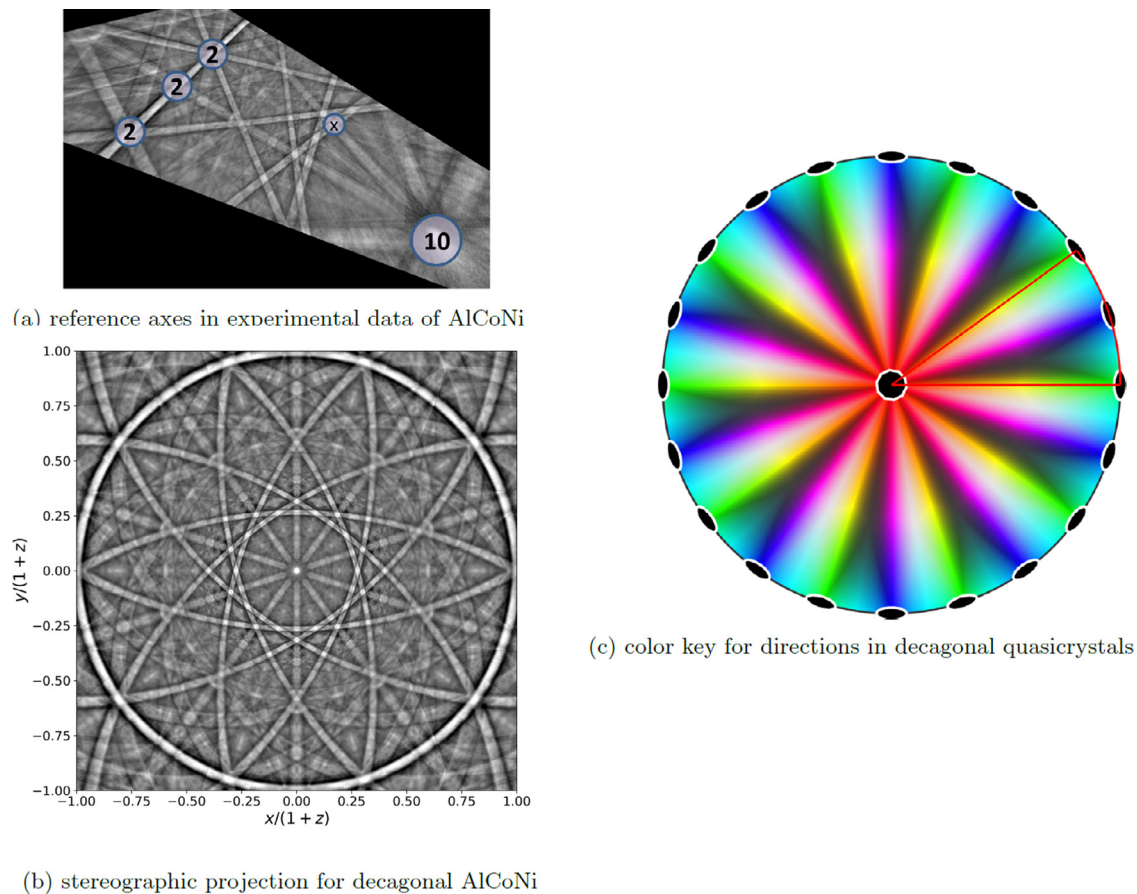 2
2
2
x
10
(a) reference axes in experimental data of AlCoNi
1.00
0.75
0.50
0.25
0.00
−0.25
−0.50
−0.75
−1.00
y/(1 + z)
−1.00 −0.75 −0.50 −0.25 0.00 0.25 0.50 0.75 1.00
x/(1 + z)
(b) stereographic projection for decagonal AlCoNi
(c) color key for directions in decagonal quasicrystals